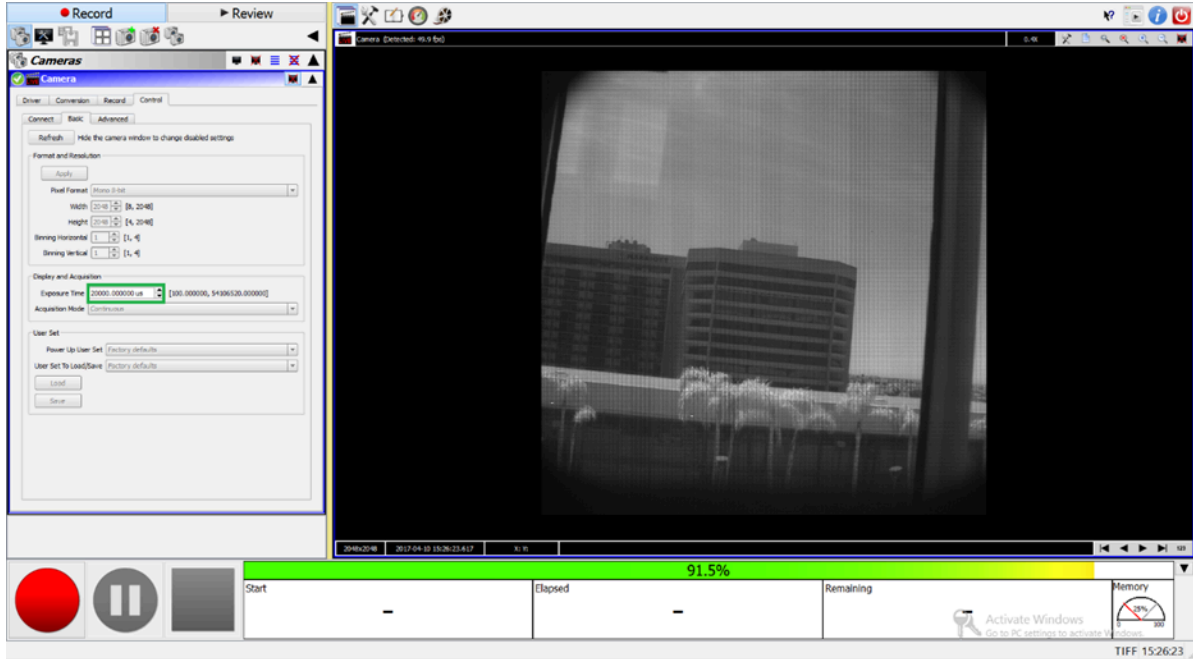 Record
Review
Cameras
Camera
Driver Conversion Record Control
Connect Basic Advanced
Refresh Hide the camera window to change disabled settings
Format and Resolution
Apply
Pixel Format Mono 8-bit
Width 2048 [8, 2048]
Height 2048 [4, 2048]
Binning Horizontal 1 [1, 4]
Binning Vertical 1 [1, 4]
Display and Acquisition
Exposure Time 20000.000000 us [100.000000, 54106520.000000]
Acquisition Mode Continuous
User Set
Power Up User Set Factory defaults
User Set To Load/Save Factory defaults
Load
Save
Camera (Detected: 49.9 fps)
0.4X
2048x2048 2017-04-10 15:26:23.617 X: Y:
123
91.5%
Start
-
Elapsed
-
Remaining
-
Memory
25%
0 100
Activate Windows
Go to PC settings to activate Windows.
TIFF 15:26:23